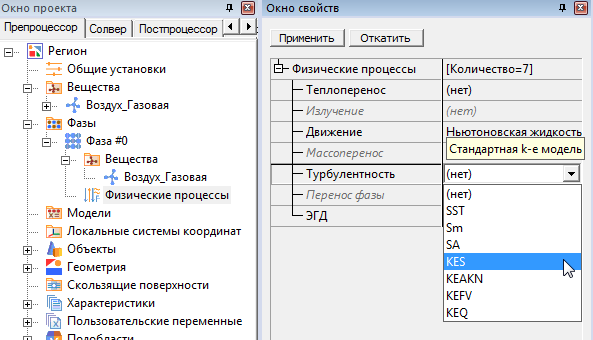 Окно проекта
Препроцессор
Солвер
Постпроцессор
Регион
Общие установки
Вещества
Воздух_Газовая
Фазы
Фаза #0
Вещества
Воздух_Газовая
Физические процессы
Модели
Локальные системы координат
Объекты
Геометрия
Скользящие поверхности
Характеристики
Пользовательские переменные
Подобласти
Окно свойств
Применить Откатить
Физические процессы [Количество=7]
Теплоперенос (нет)
Излучение (нет)
Движение Ньютоновская жидкость
Массоперенос
Стандартная k-e модель
Турбулентность (нет)
Перенос фазы
ЭГД
(нет)
SST
Sm
SA
KES
KEAKN
KEFV
KEQ